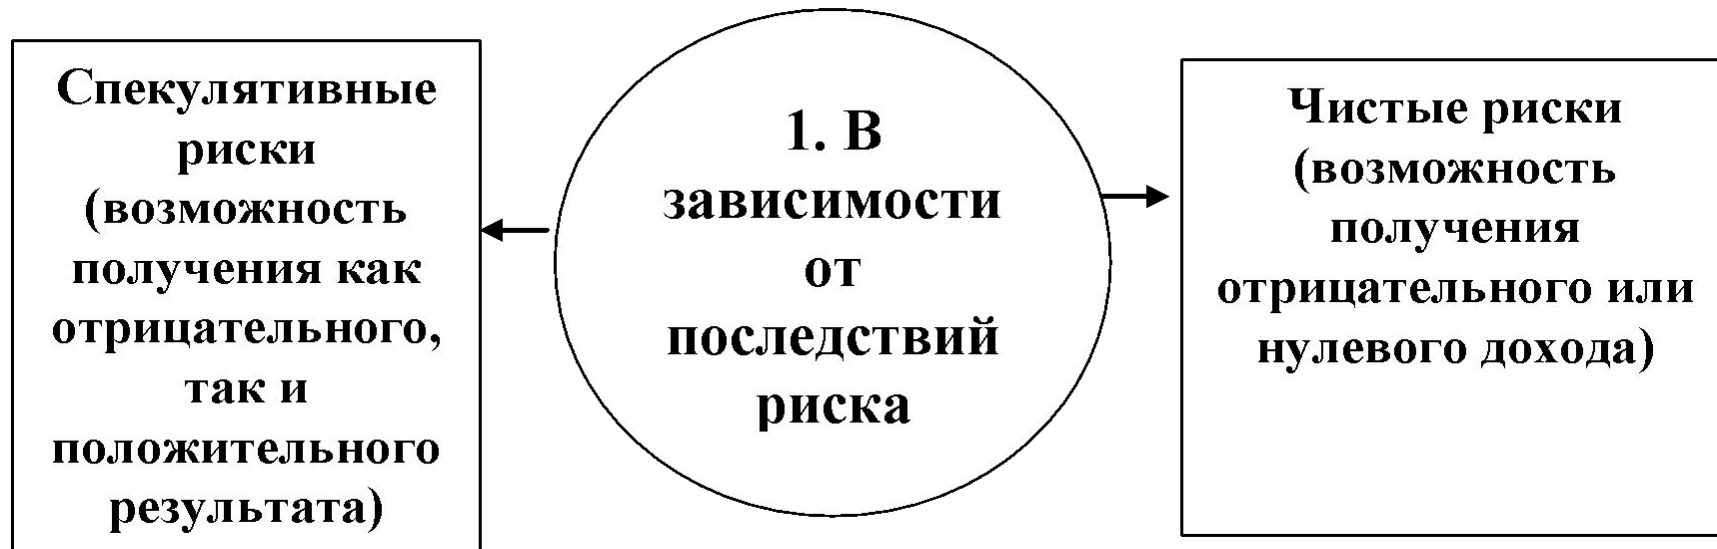 Спекулятивные
риски
(возможность
получения как
отрицательного,
так и
положительного
результата)
1. В
зависимости
от
последствий
риска
Чистые риски
(возможность
получения
отрицательного или
нулевого дохода)